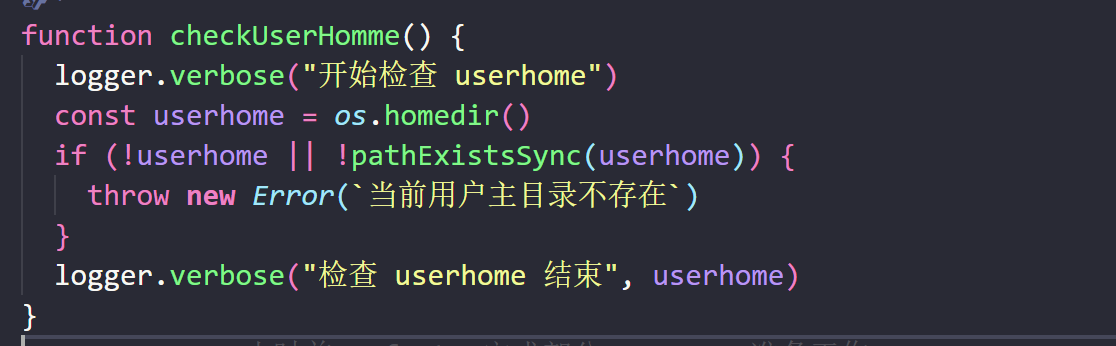 function checkUserHomme() {
  logger.verbose("开始检查 userhome")
  const userhome = os.homedir()
  if (!userhome || !pathExistsSync(userhome)) {
    throw new Error(`当前用户主目录不存在`)
  }
  logger.verbose("检查 userhome 结束", userhome)
}